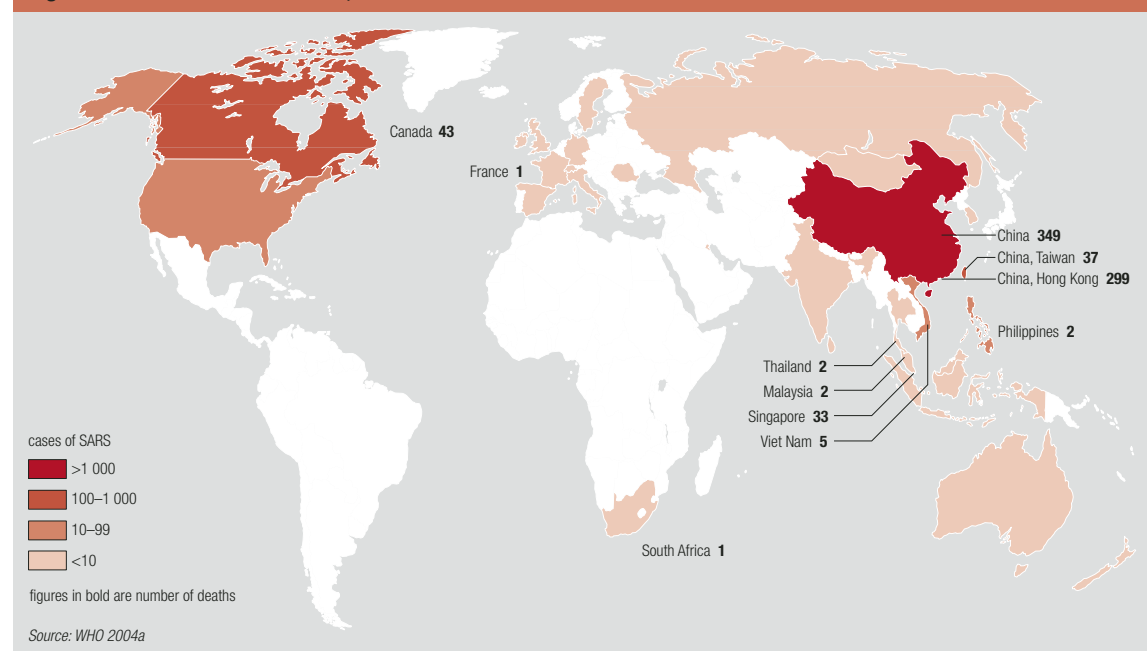 Canada 43
France 1
China 349
China, Taiwan 37
China, Hong Kong 299
Philippines 2
Thailand 2
Malaysia 2
Singapore 33
Viet Nam 5
South Africa 1
cases of SARS
>1 000
100–1 000
10–99
<10
figures in bold are number of deaths
Source: WHO 2004a